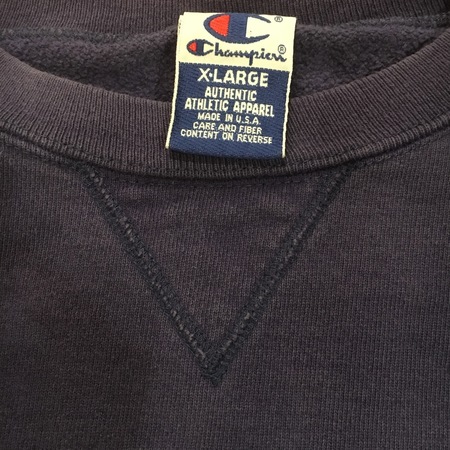 ®
Champion®
X-LARGE
AUTHENTIC
ATHLETIC APPAREL
MADE IN U.S.A.
CARE AND FIBER
CONTENT ON REVERSE